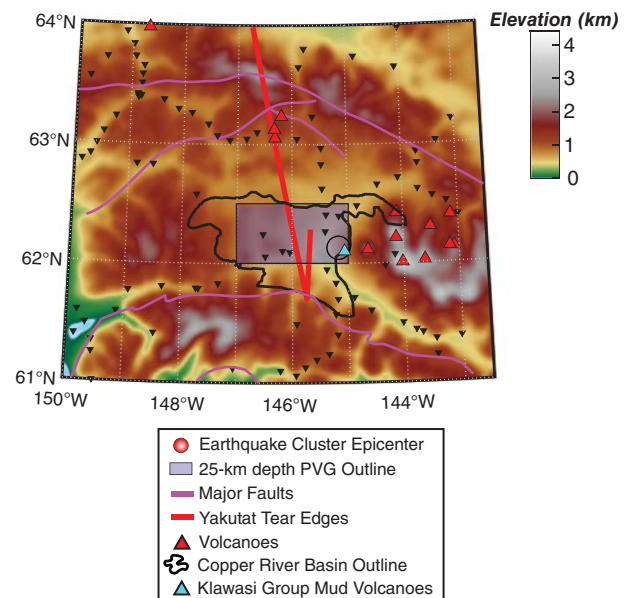 64°N
63°N
62°N
61°N
150°W
148°W
146°W
144°W
Elevation (km)
4
3
2
1
0
Earthquake Cluster Epicenter
25-km depth PVG Outline
Major Faults
Yakutat Tear Edges
Volcanoes
Copper River Basin Outline
Klawasi Group Mud Volcanoes